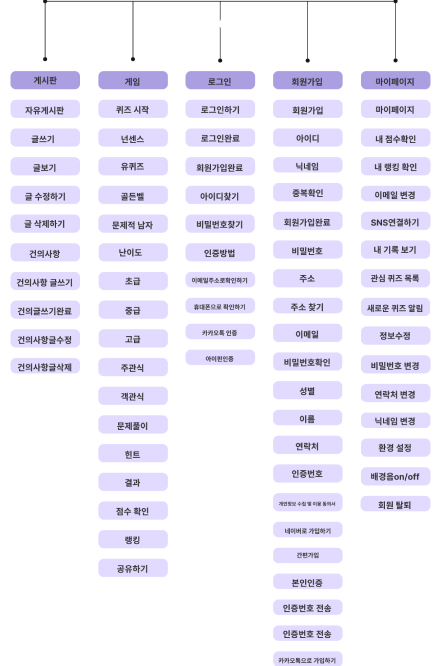 게시판
자유게시판
글쓰기
글보기
글 수정하기
글 삭제하기
건의사항
건의사항 글쓰기
건의글쓰기완료
건의사항글수정
건의사항글삭제
게임
퀴즈 시작
넌센스
유퀴즈
골든벨
문제적 남자
난이도
초급
중급
고급
주관식
객관식
문제풀이
힌트
결과
점수 확인
랭킹
공유하기
로그인
로그인하기
로그인완료
회원가입완료
아이디찾기
비밀번호찾기
인증방법
이메일주소로확인하기
휴대폰으로 확인하기
카카오톡 인증
아이핀인증
회원가입
회원가입
아이디
닉네임
중복확인
회원가입완료
비밀번호
주소
주소 찾기
이메일
비밀번호확인
성별
이름
연락처
인증번호
개인정보 수집 및 이용 동의서
네이버로 가입하기
간편가입
본인인증
인증번호 전송
인증번호 전송
카카오톡으로 가입하기
마이페이지
마이페이지
내 점수확인
내 랭킹 확인
이메일 변경
SNS연결하기
내 기록 보기
관심 퀴즈 목록
새로운 퀴즈 알림
정보수정
비밀번호 변경
연락처 변경
닉네임 변경
환경 설정
배경음on/off
회원 탈퇴